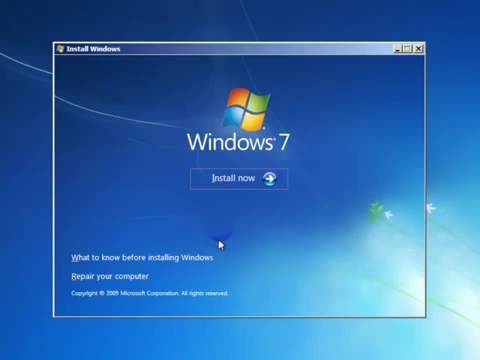 Install Windows
Windows 7
Install now
What to know before installing Windows
Repair your computer
Copyright © 2009 Microsoft Corporation. All rights reserved.